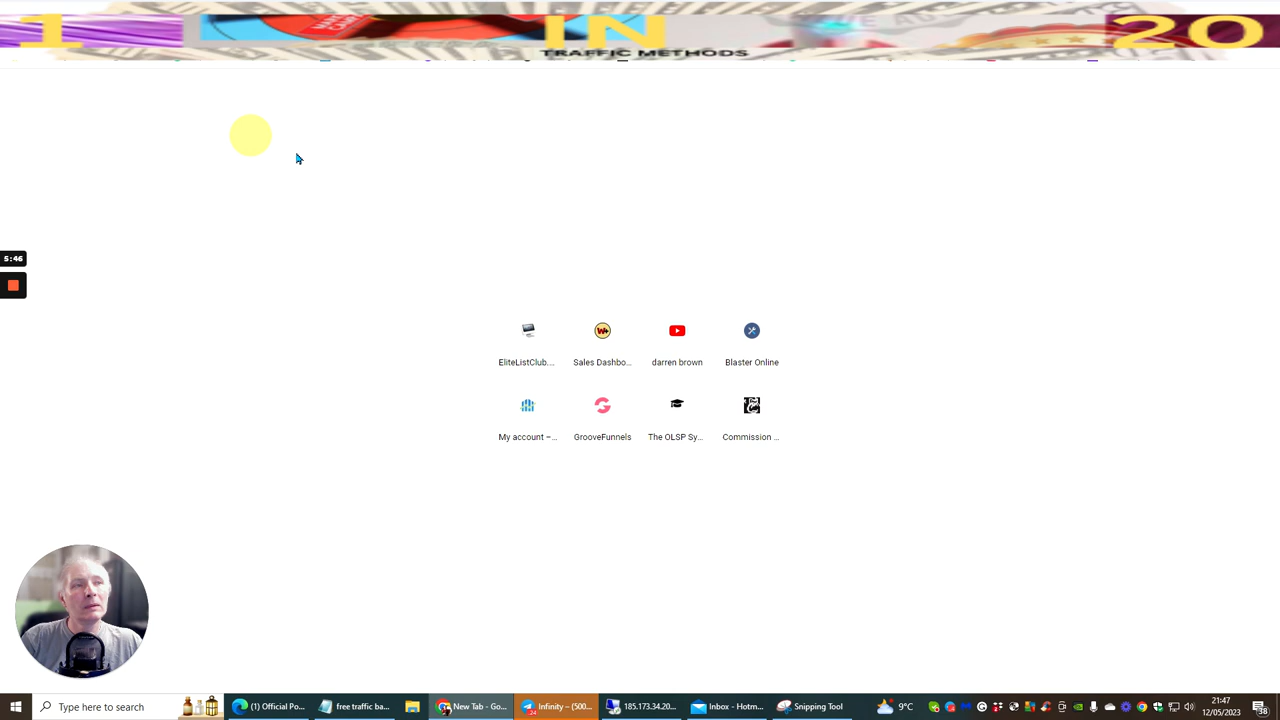 1 IN 20
TRAFFIC METHODS
5:46
EliteListClub....
Sales Dashbo...
darren brown
Blaster Online
My account –...
GrooveFunnels
The OLSP Sy...
Commission ...
Type here to search
(1) Official Po...
free traffic ba...
New Tab - Go...
Infinity – (500...
185.173.34.20...
Inbox - Hotm...
Snipping Tool
9°C
21:47
12/05/2023